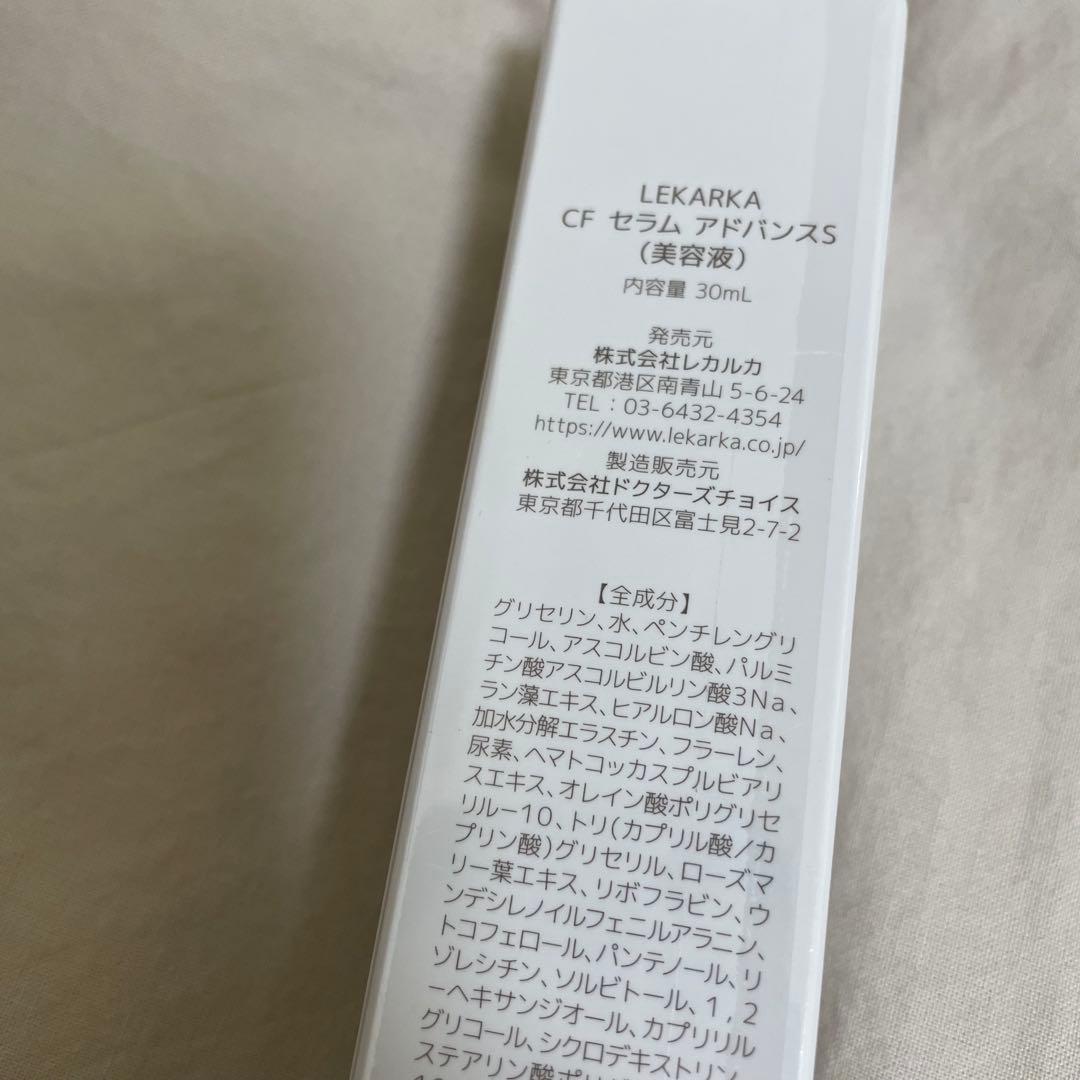 LEKARKA
CF セラム アドバンスS
（美容液）
内容量 30mL
発売元
株式会社レカルカ
東京都港区南青山 5-6-24
TEL：03-6432-4354
https://www.lekarka.co.jp/
製造販売元
株式会社ドクターズチョイス
東京都千代田区富士見2-7-2
【全成分】
グリセリン、水、ペンチレングリ
コール、アスコルビン酸、パルミ
チン酸アスコルビルリン酸3Na、
ラン藻エキス、ヒアルロン酸Na、
加水分解エラスチン、フラーレン、
尿素、ヘマトコッカスプルビアリ
スエキス、オレイン酸ポリグリセ
リル－10、トリ（カプリル酸／カ
プリン酸）グリセリル、ローズマ
リー葉エキス、リボフラビン、ウ
ンデシレノイルフェニルアラニン、
トコフェロール、パンテノール、リ
ゾレシチン、ソルビトール、1，2
－ヘキサンジオール、カプリリル
グリコール、シクロデキストリン
ステアリン酸ポリ